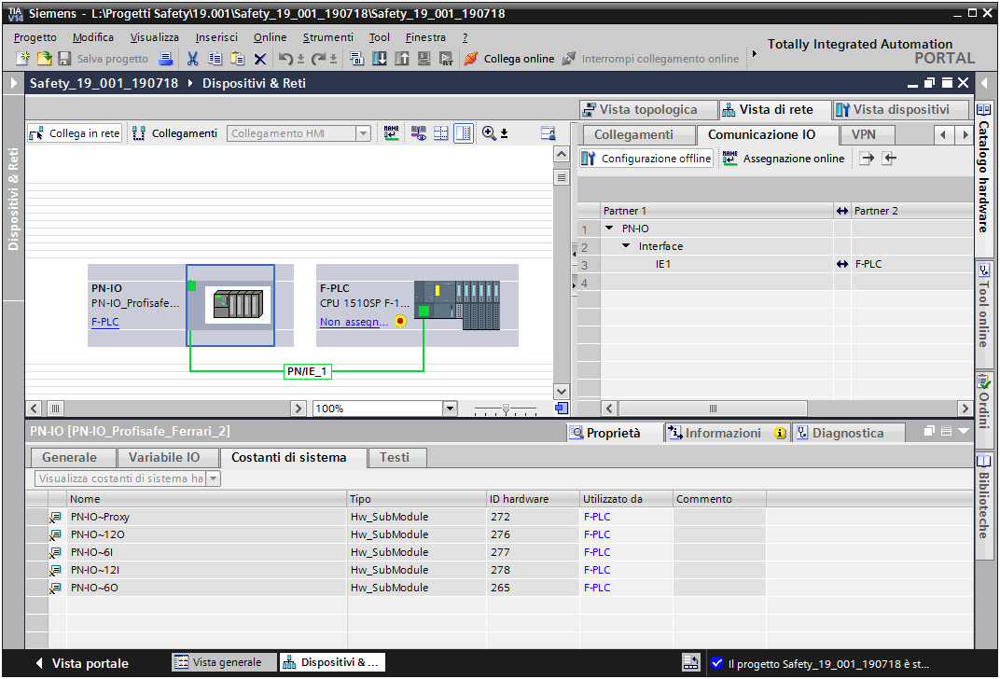 TIA V14 Siemens - L:\Progetti Safety\19.001\Safety_19_001_190718\Safety_19_001_190718
Progetto Modifica Visualizza Inserisci Online Strumenti Tool Finestra ?
Totally Integrated Automation
PORTAL
Salva progetto Collega online Interrompi collegamento online
Safety_19_001_190718 Dispositivi & Reti
Vista topologica Vista di rete Vista dispositivi
Collega in rete Collegamenti Collegamento HMI
Collegamenti Comunicazione IO VPN
Configurazione offline Assegnazione online
Partner 1 Partner 2
1 PN-IO
2 Interface
3 IE1 F-PLC
4
PN-IO
PN-IO_Profisafe...
F-PLC
F-PLC
CPU 1510SP F-1...
Non assegn...
PN/IE_1
100%
Dispositivi & Reti
Catalogo hardware
Tool online
Ordini
Biblioteche
PN-IO [PN-IO_Profisafe_Ferrari_2]
Proprietà Informazioni Diagnostica
Generale Variabile IO Costanti di sistema Testi
Visualizza costanti di sistema ha
Nome Tipo ID hardware Utilizzato da Commento
PN-IO~Proxy Hw_SubModule 272 F-PLC
PN-IO~12O Hw_SubModule 276 F-PLC
PN-IO~6I Hw_SubModule 277 F-PLC
PN-IO~12I Hw_SubModule 278 F-PLC
PN-IO~6O Hw_SubModule 265 F-PLC
Vista portale Vista generale Dispositivi & ... Il progetto Safety_19_001_190718 è st...